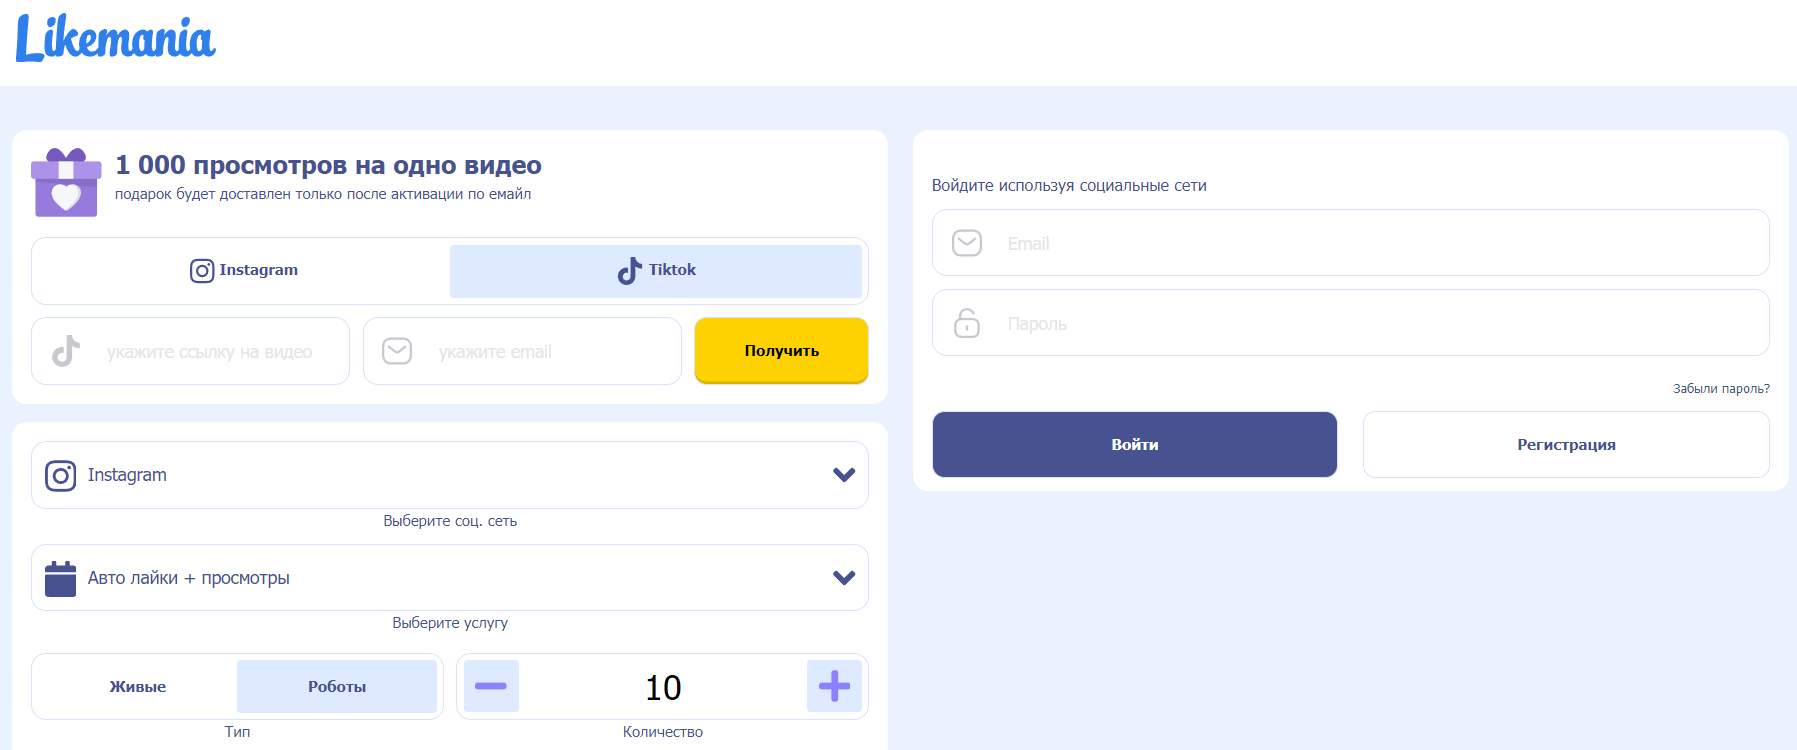 Likemania
1 000 просмотров на одно видео
подарок будет доставлен только после активации по емайл
Instagram
Tiktok
укажите ссылку на видео
укажите email
Получить
Instagram
Выберите соц. сеть
Авто лайки + просмотры
Выберите услугу
Живые
Роботы
10
Тип
Количество
Войдите используя социальные сети
Email
Пароль
Забыли пароль?
Войти
Регистрация